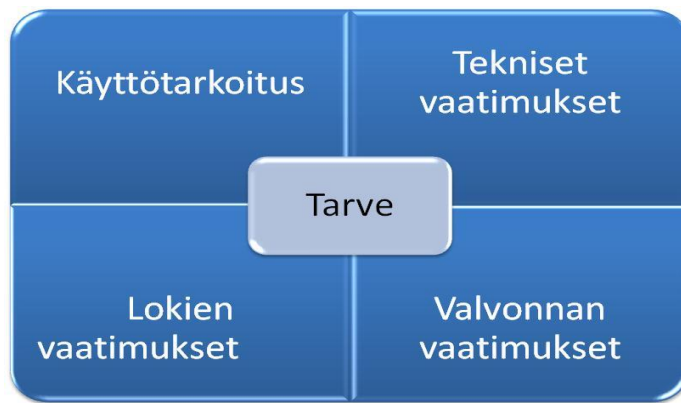 Käyttötarkoitus
Tekniset
vaatimukset
Tarve
Lokien
vaatimukset
Valvonnan
vaatimukset